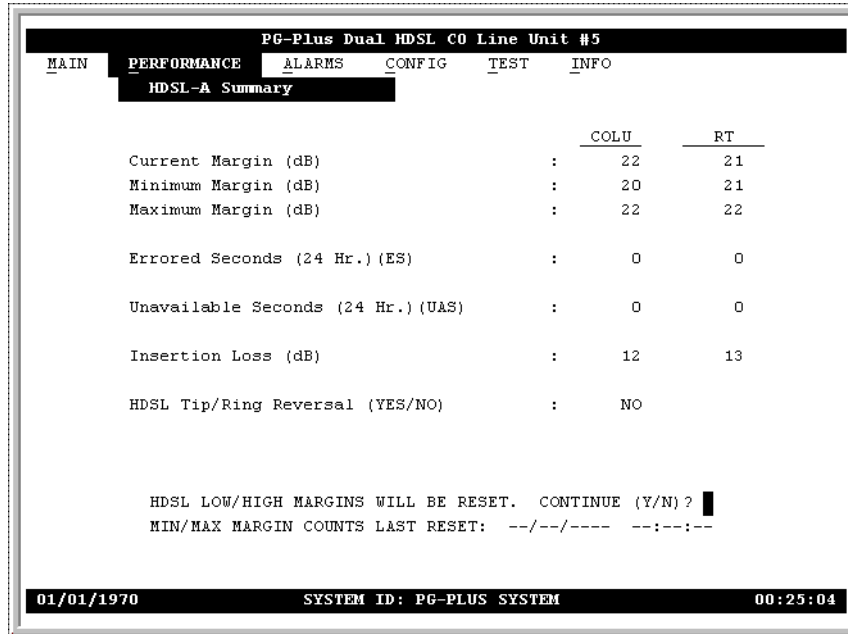 PG-Plus Dual HDSL CO Line Unit #5
MAIN PERFORMANCE ALARMS CONFIG TEST INFO
HDSL-A Summary
COLU RT
Current Margin (dB) : 22 21
Minimum Margin (dB) : 20 21
Maximum Margin (dB) : 22 22
Errored Seconds (24 Hr.)(ES) : 0 0
Unavailable Seconds (24 Hr.)(UAS) : 0 0
Insertion Loss (dB) : 12 13
HDSL Tip/Ring Reversal (YES/NO) : NO
HDSL LOW/HIGH MARGINS WILL BE RESET. CONTINUE (Y/N)?
MIN/MAX MARGIN COUNTS LAST RESET: --/--/---- --:--:--
01/01/1970 SYSTEM ID: PG-PLUS SYSTEM 00:25:04